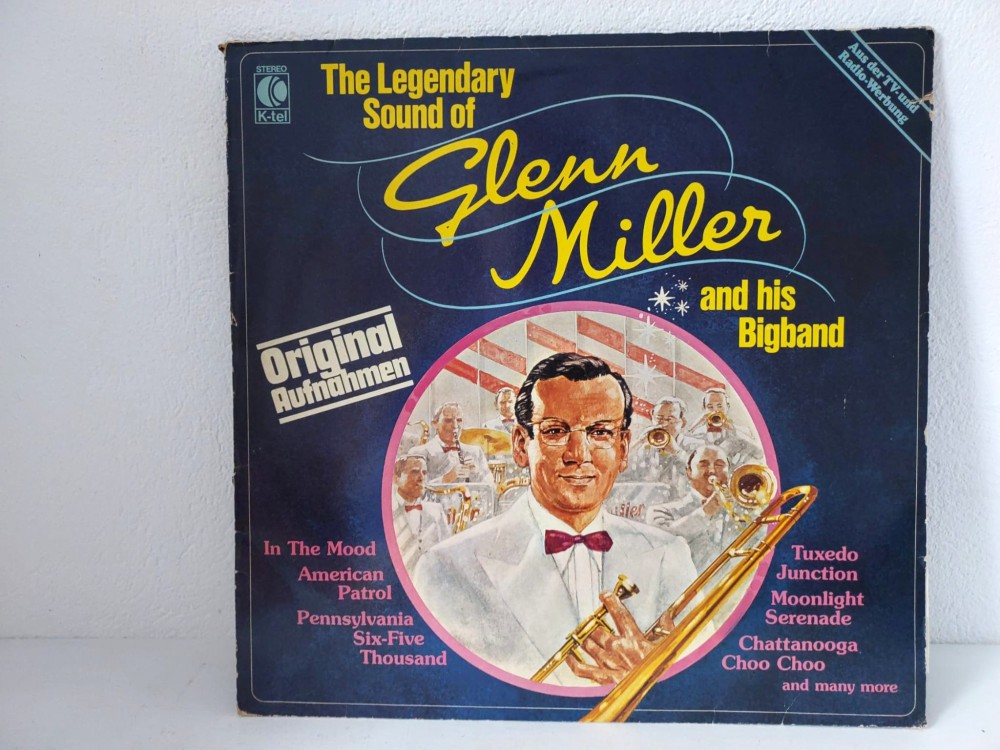 STEREO
K-tel
The Legendary
Sound of
Glenn
Miller
and his
Bigband
Aus der TV- und
Radio-Werbung
Original
Aufnahmen
In The Mood
American
Patrol
Pennsylvania
Six-Five
Thousand
Tuxedo
Junction
Moonlight
Serenade
Chattanooga
Choo Choo
and many more